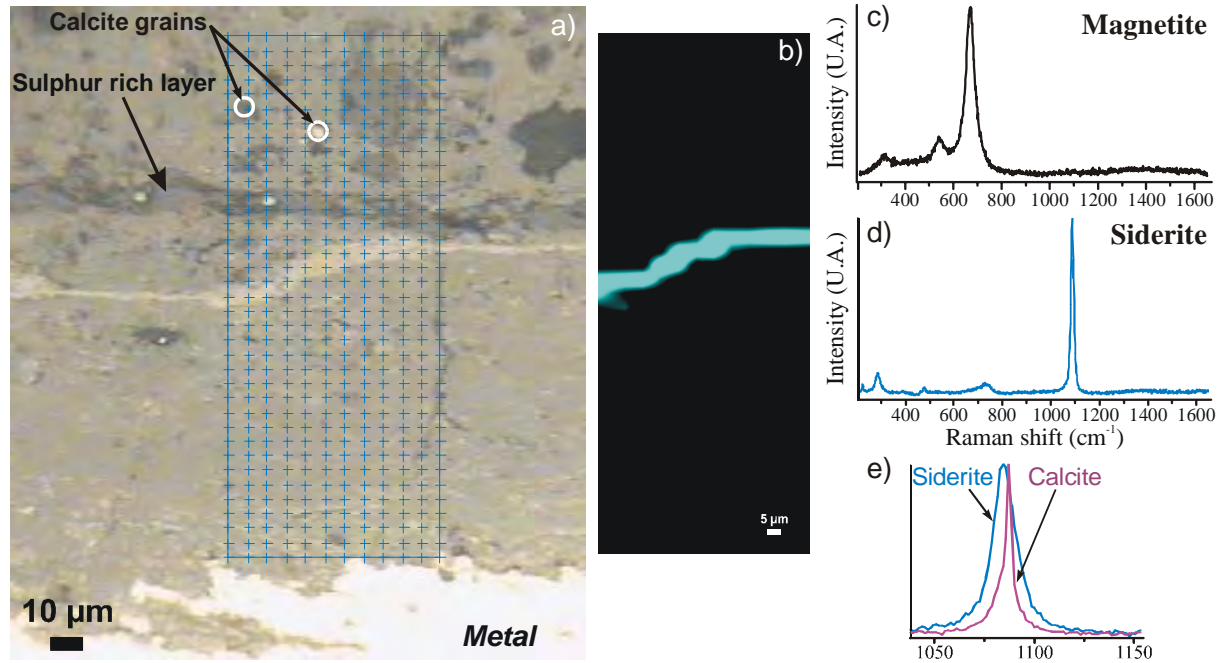 Calcite grains
a)
Sulphur rich layer
10 µm
Metal
b)
5 µm
c)
Magnetite
Intensity (U.A.)
400 600 800 1000 1200 1400 1600
d)
Siderite
Intensity (U.A.)
400 600 800 1000 1200 1400 1600
Raman shift (cm-1)
e)
Siderite
Calcite
1050 1100 1150